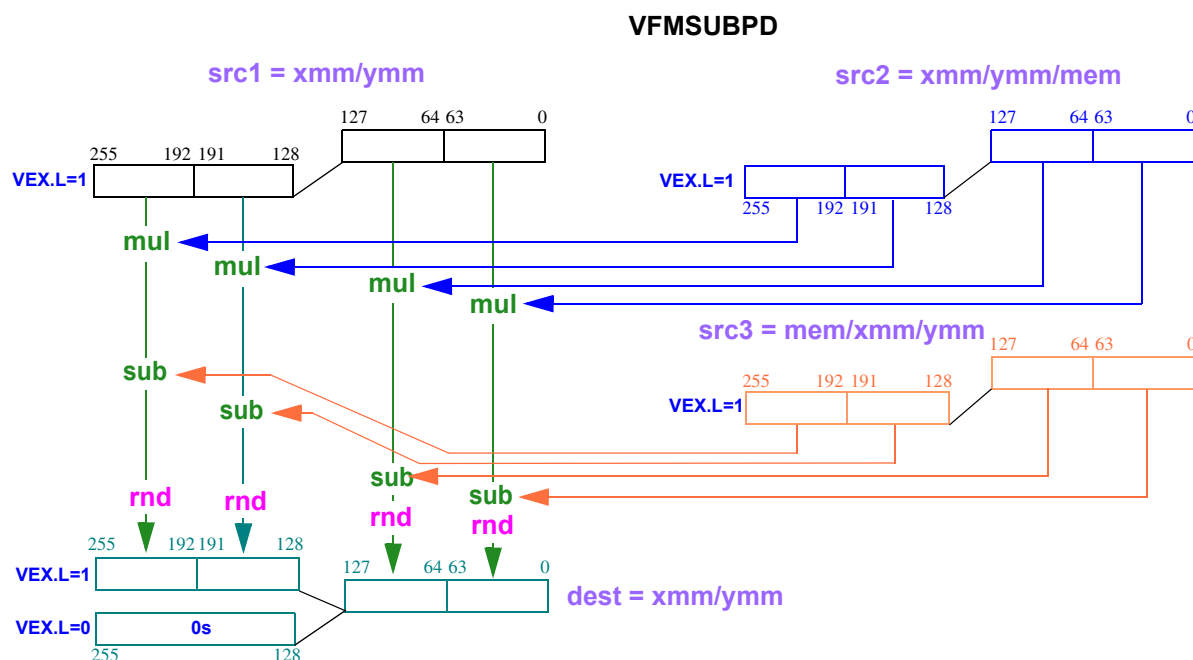 VFMSUBPD
src1 = xmm/ymm
src2 = xmm/ymm/mem
127 64 63 0
127 64 63 0
255 192 191 128
VEX.L=1
VEX.L=1
255 192 191 128
mul
mul
mul
mul
src3 = mem/xmm/ymm
127 64 63 0
sub
255 192 191 128
VEX.L=1
sub
sub
sub
rnd
rnd
rnd
rnd
255 192 191 128
127 64 63 0
VEX.L=1
dest = xmm/ymm
VEX.L=0 0s
255 128